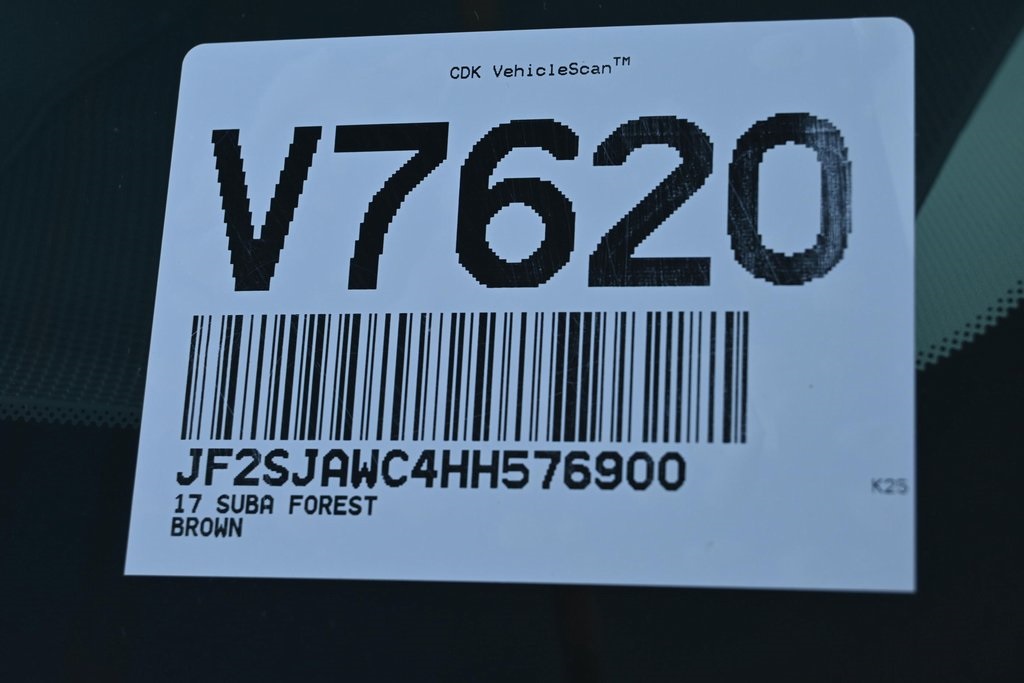 CDK VehicleScan™
V7620
JF2SJAWC4HH576900
17 SUBA FOREST
BROWN
K25